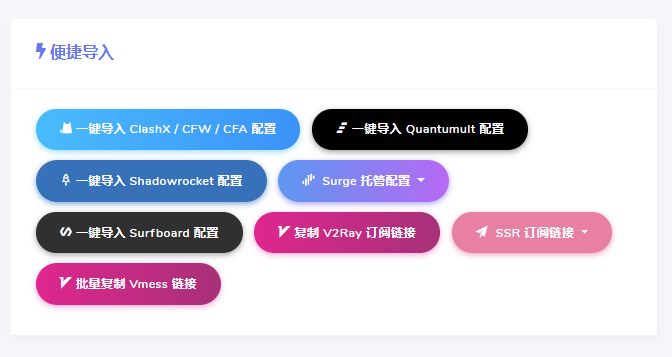 便捷导入
一键导入 ClashX / CFW / CFA 配置
一键导入 Quantumult 配置
一键导入 Shadowrocket 配置
Surge 托管配置
一键导入 Surfboard 配置
复制 V2Ray 订阅链接
SSR 订阅链接
批量复制 Vmess 链接